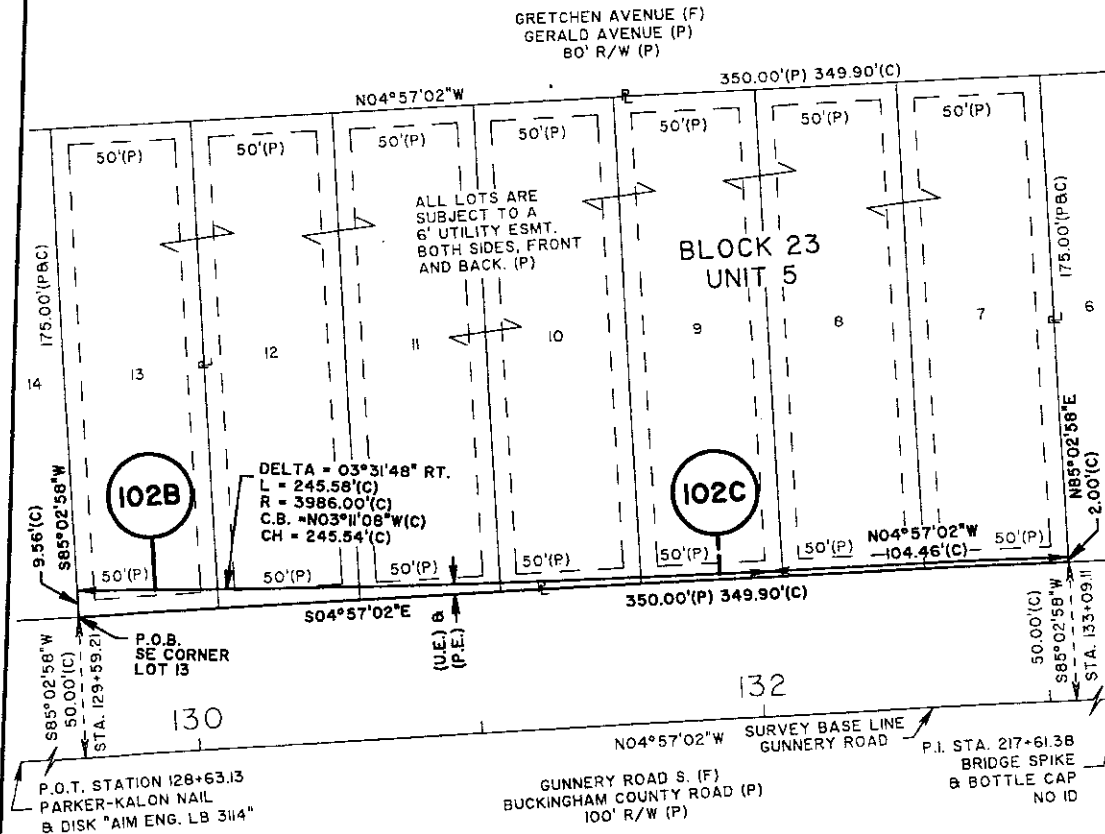 GRETCHEN AVENUE (F)
GERALD AVENUE (P)
80' R/W (P)
N04°57'02"W
350.00'(P) 349.90'(C)
50'(P)
50'(P)
50'(P)
50'(P)
50'(P)
50'(P)
50'(P)
ALL LOTS ARE
SUBJECT TO A
6' UTILITY ESMT.
BOTH SIDES, FRONT
AND BACK. (P)
BLOCK 23
UNIT 5
175.00'(P&C)
175.00'(P&C)
14
13
12
11
10
9
8
7
6
102B
DELTA = 03°31'48" RT.
L = 245.58'(C)
R = 3986.00'(C)
C.B. =N03°11'08"W(C)
CH = 245.54'(C)
102C
N04°57'02"W
104.46'(C)
N85°02'58"E
2.00'(C)
9.56'(C)
S85°02'58"W
50'(P)
50'(P)
50'(P)
50'(P)
50'(P)
50'(P)
50'(P)
S04°57'02"E
350.00'(P) 349.90'(C)
(U.E.) &
(P.E.)
P.O.B.
SE CORNER
LOT 13
S85°02'58"W
50.00'(C)
STA. 129+59.21
50.00'(C)
S85°02'58"W
STA. 133+09.11
130
132
N04°57'02"W
SURVEY BASE LINE
GUNNERY ROAD
P.O.T. STATION 128+63.13
PARKER-KALON NAIL
& DISK "AIM ENG. LB 3114"
GUNNERY ROAD S. (F)
BUCKINGHAM COUNTY ROAD (P)
100' R/W (P)
P.I. STA. 217+61.38
BRIDGE SPIKE
& BOTTLE CAP
NO ID